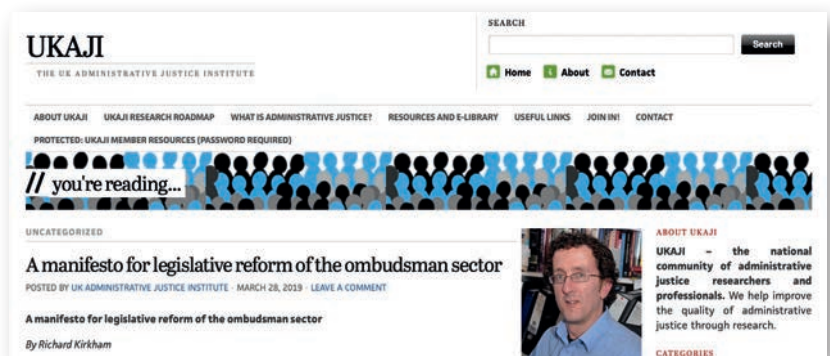 SEARCH
UKAJI
Search
THE UK ADMINISTRATIVE JUSTICE INSTITUTE
Home About Contact
ABOUT UKAJI UKAJI RESEARCH ROADMAP WHAT IS ADMINISTRATIVE JUSTICE? RESOURCES AND E-LIBRARY USEFUL LINKS JOIN IN! CONTACT
PROTECTED: UKAJI MEMBER RESOURCES (PASSWORD REQUIRED)
// you're reading...
UNCATEGORIZED
A manifesto for legislative reform of the ombudsman sector
POSTED BY UK ADMINISTRATIVE JUSTICE INSTITUTE · MARCH 28, 2019 · LEAVE A COMMENT
A manifesto for legislative reform of the ombudsman sector
By Richard Kirkham
ABOUT UKAJI
UKAJI – the national
community of administrative
justice researchers and
professionals. We help improve
the quality of administrative
justice through research.
CATEGORIES